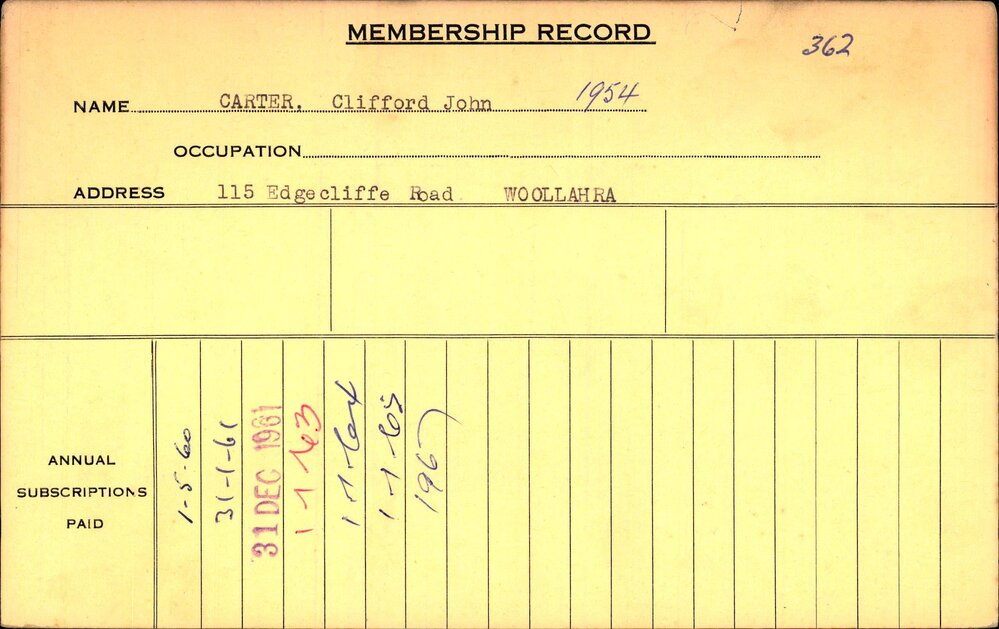 MEMBERSHIP RECORD
362
NAME CARTER. Clifford John 1954
OCCUPATION
ADDRESS 115 Edgecliffe Road WOOLLAHRA
ANNUAL
SUBSCRIPTIONS
PAID
1-5-60
31-1-61
31 DEC 1961
1-1-63
1-1-64
1-1-65
1967